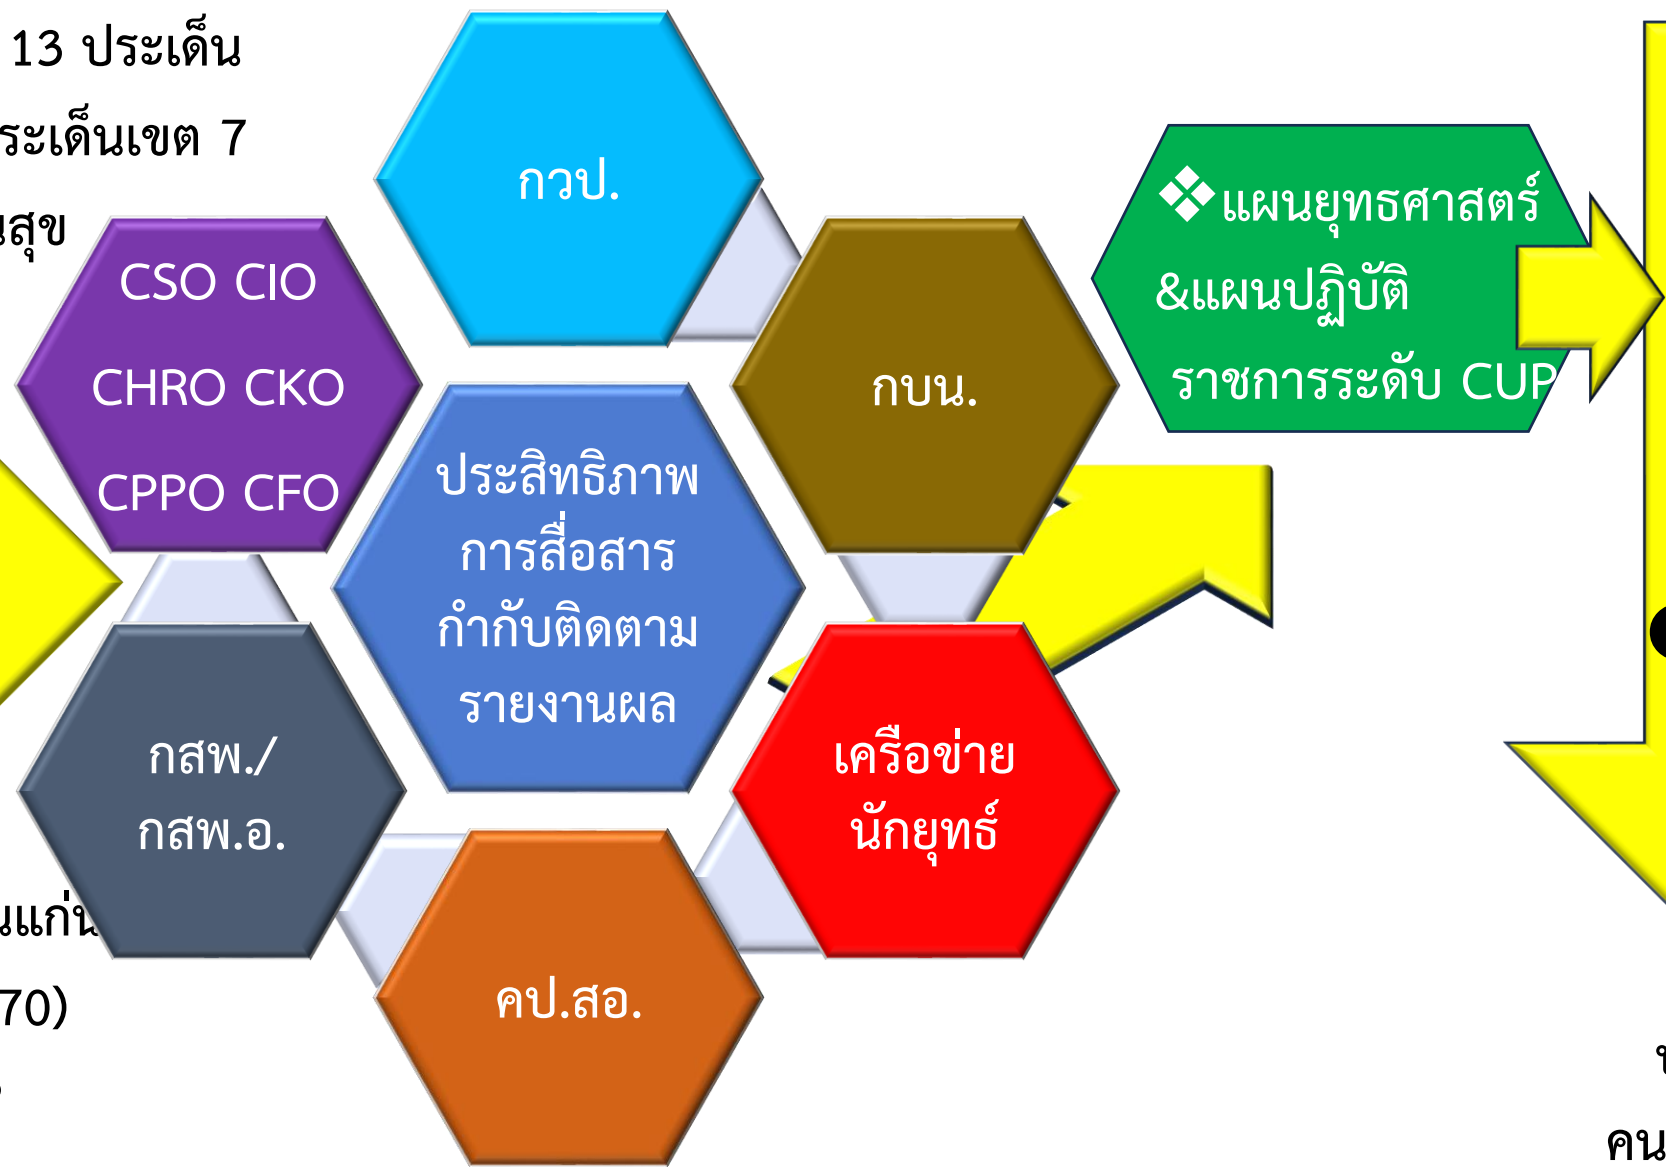 13 ประเด็น
ระเด็นเขต 7
สุข
กวป.
CSO CIO
CHRO CKO
CPPO CFO
กบน.
❖แผนยุทธศาสตร์
&แผนปฏิบัติ
ราชการระดับ CUP
ประสิทธิภาพ
การสื่อสาร
กำกับติดตาม
รายงานผล
กสพ./
กสพ.อ.
เครือข่าย
นักยุทธ์
คป.สอ.
นแก่น
70)
คน